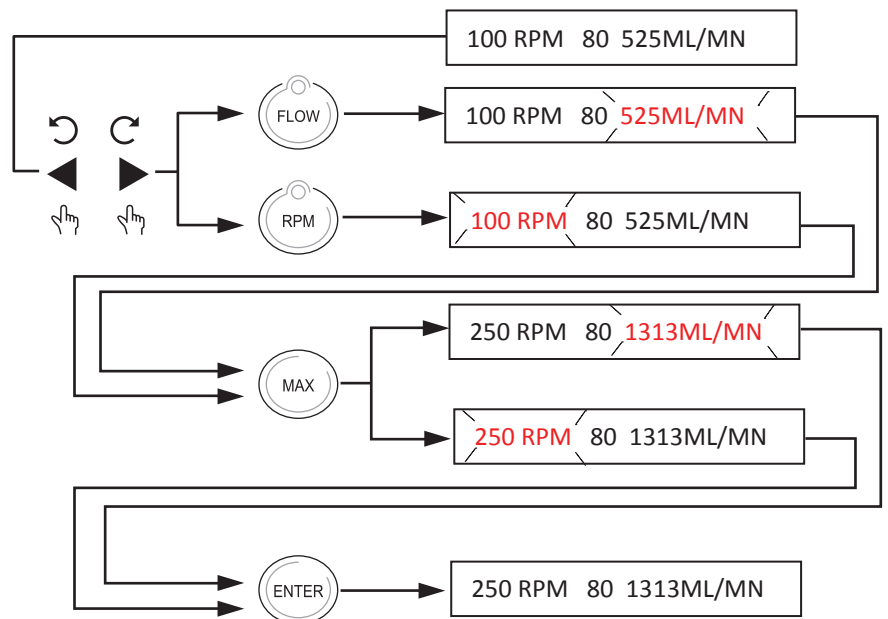 100 RPM 80 525ML/MN
FLOW
100 RPM 80 525ML/MN
RPM
100 RPM 80 525ML/MN
MAX
250 RPM 80 1313ML/MN
250 RPM 80 1313ML/MN
ENTER
250 RPM 80 1313ML/MN